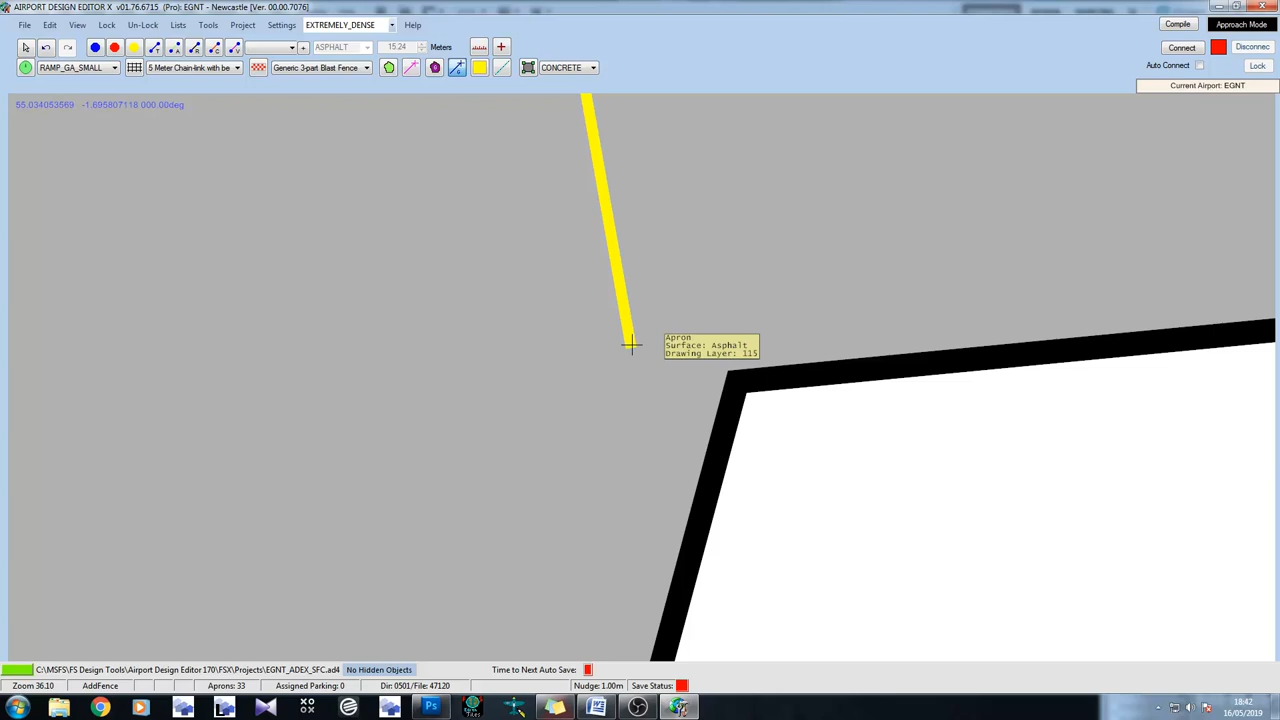 AIRPORT DESIGN EDITOR X v01.76.6715 (Pro): EGNT - Newcastle [Ver. 00.00.7076]
File Edit View Lock Un-Lock Lists Tools Project Settings EXTREMELY_DENSE Help Compile Approach Mode
ASPHALT 15.24 Meters Connect Disconnec
RAMP_GA_SMALL 5 Meter Chain-link with be Generic 3-part Blast Fence CONCRETE Auto Connect Lock
Current Airport: EGNT
55.034053569 -1.695807118 000.00deg
Apron
Surface: Asphalt
Drawing Layer: 115
C:\MSFS\FS Design Tools\Airport Design Editor 170\FSX\Projects\EGNT_ADEX_SFC.ad4 No Hidden Objects Time to Next Auto Save:
Zoom 36.10 AddFence Aprons: 33 Assigned Parking: 0 Dir: 0501/File: 47120 Nudge: 1.00m Save Status:
18:42
16/05/2019